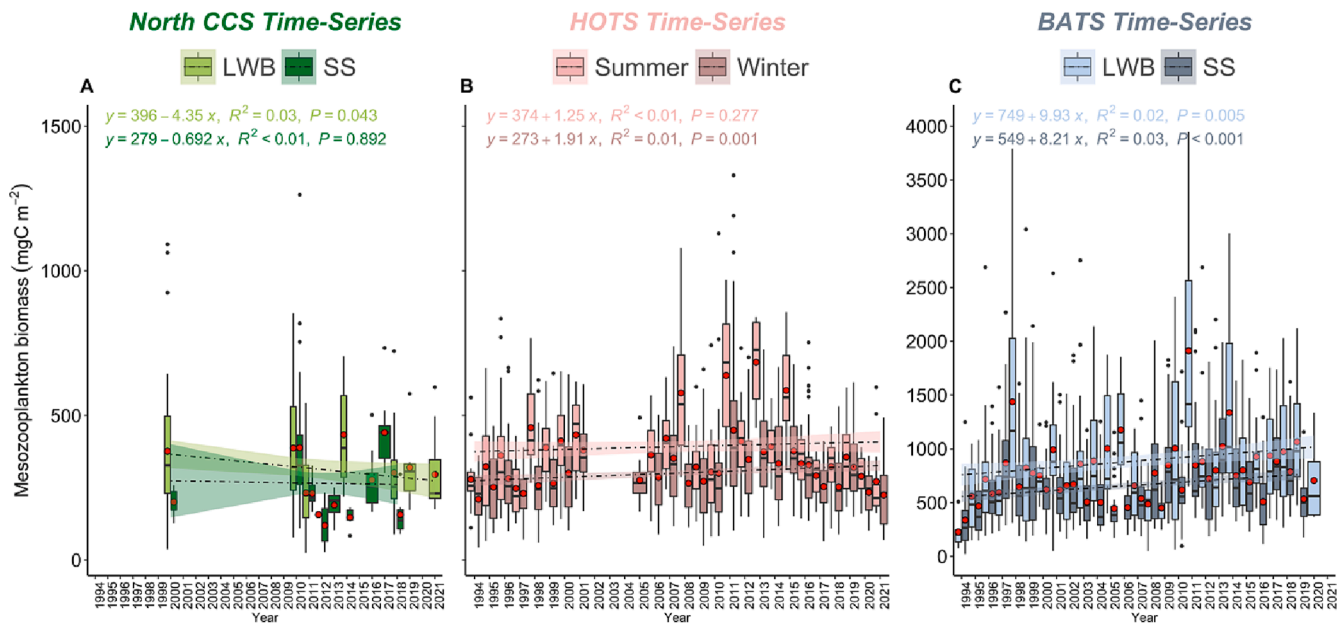 North CCS Time-Series
HOTS Time-Series
BATS Time-Series
LWB SS
Summer Winter
LWB SS
A
B
C
y = 396 − 4.35 x, R² = 0.03, P = 0.043
y = 279 − 0.692 x, R² < 0.01, P = 0.892
y = 374 + 1.25 x, R² < 0.01, P = 0.277
y = 273 + 1.91 x, R² = 0.01, P = 0.001
y = 749 + 9.93 x, R² = 0.02, P = 0.005
y = 549 + 8.21 x, R² = 0.03, P < 0.001
Mesozooplankton biomass (mgC m⁻²)
1500
1000
500
0
4000
3500
3000
2500
2000
1500
1000
500
0
1994 1995 1996 1997 1998 1999 2000 2001 2002 2003 2004 2005 2006 2007 2008 2009 2010 2011 2012 2013 2014 2015 2016 2017 2018 2019 2020 2021
Year
1994 1995 1996 1997 1998 1999 2000 2001 2002 2003 2004 2005 2006 2007 2008 2009 2010 2011 2012 2013 2014 2015 2016 2017 2018 2019 2020 2021
Year
1994 1995 1996 1997 1998 1999 2000 2001 2002 2003 2004 2005 2006 2007 2008 2009 2010 2011 2012 2013 2014 2015 2016 2017 2018 2019 2020 2021
Year